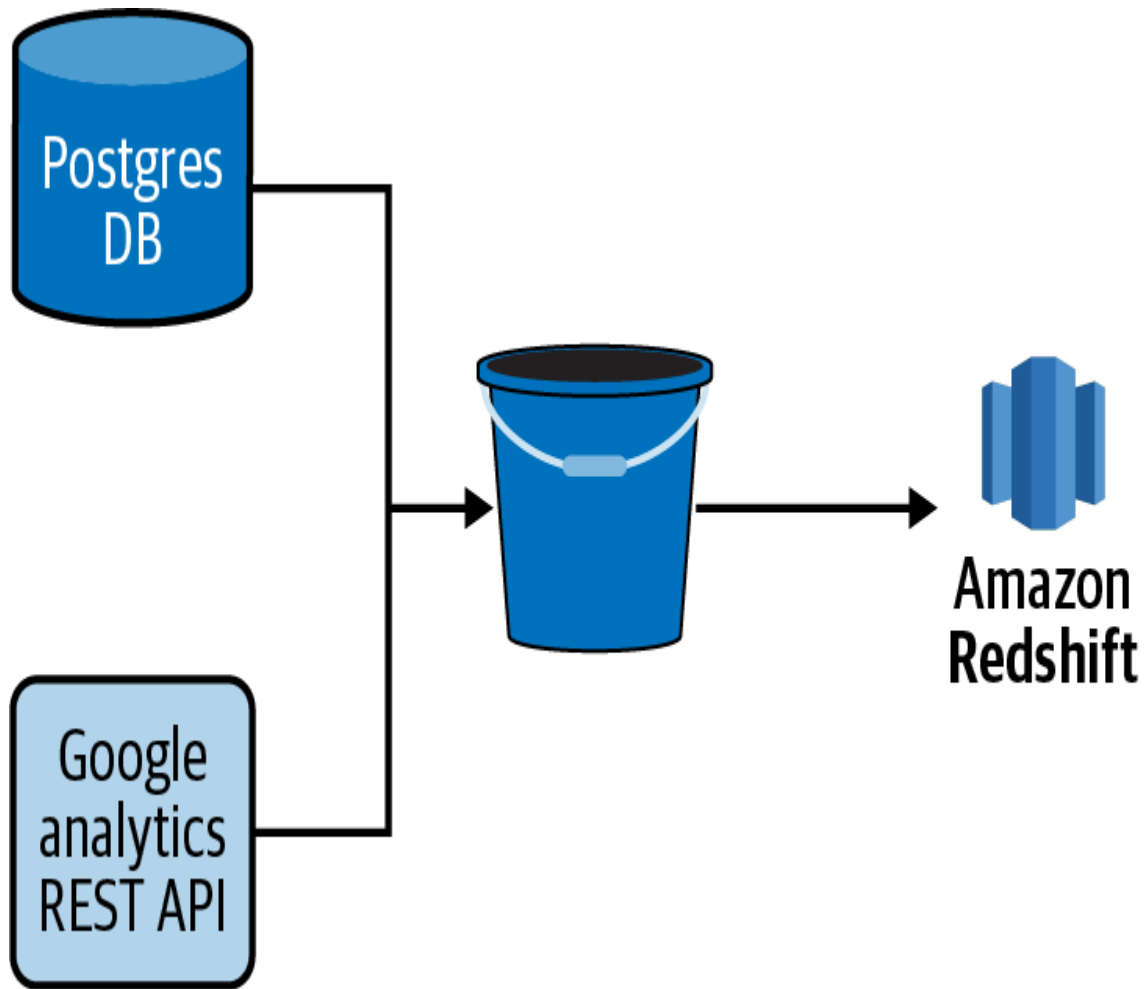 Postgres
DB
Amazon
Redshift
Google
analytics
REST API